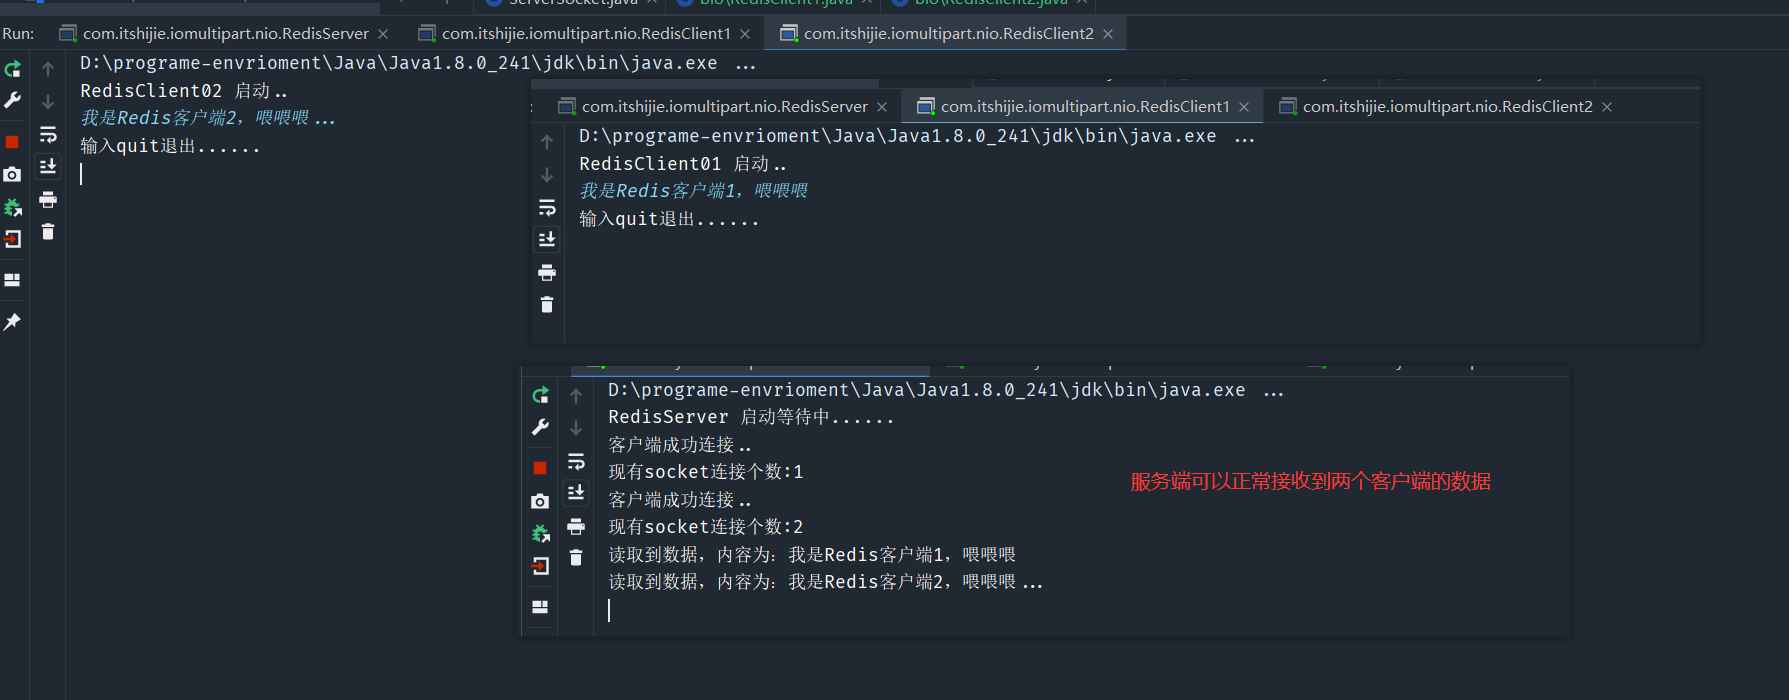 ServerSocket.java
bio\RedisClient1.java
bio\RedisClient2.java
Run:
com.itshijie.iomultipart.nio.RedisServer
com.itshijie.iomultipart.nio.RedisClient1
com.itshijie.iomultipart.nio.RedisClient2
D:\programe-envrioment\Java\Java1.8.0_241\jdk\bin\java.exe ...
RedisClient02 启动..
我是Redis客户端2，喂喂喂...
输入quit退出......
com.itshijie.iomultipart.nio.RedisServer
com.itshijie.iomultipart.nio.RedisClient1
com.itshijie.iomultipart.nio.RedisClient2
D:\programe-envrioment\Java\Java1.8.0_241\jdk\bin\java.exe ...
RedisClient01 启动..
我是Redis客户端1，喂喂喂
输入quit退出......
D:\programe-envrioment\Java\Java1.8.0_241\jdk\bin\java.exe ...
RedisServer 启动等待中......
客户端成功连接..
现有socket连接个数:1
客户端成功连接..
现有socket连接个数:2
读取到数据，内容为：我是Redis客户端1，喂喂喂
读取到数据，内容为：我是Redis客户端2，喂喂喂...
服务端可以正常接收到两个客户端的数据